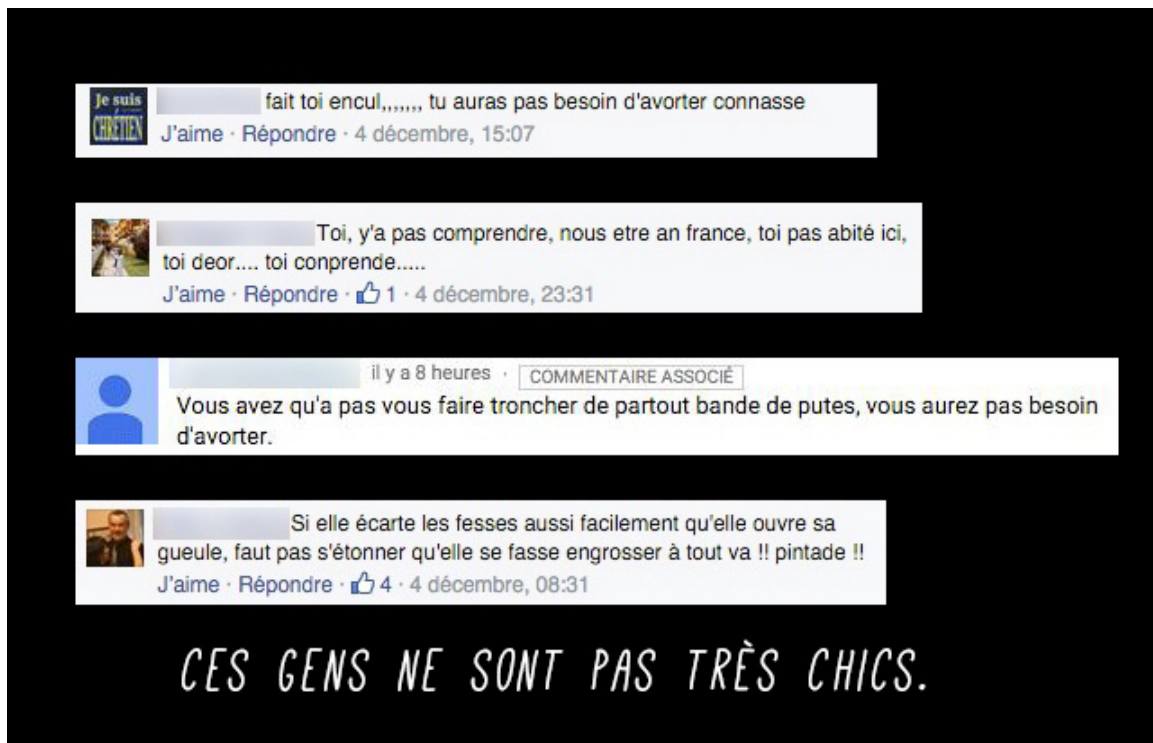 Je suis
CHRÉTIEN
fait toi encul,,,,,,, tu auras pas besoin d'avorter connasse
J'aime · Répondre · 4 décembre, 15:07
Toi, y'a pas comprendre, nous etre an france, toi pas abité ici,
toi deor.... toi conprende.....
J'aime · Répondre · 1 · 4 décembre, 23:31
il y a 8 heures · COMMENTAIRE ASSOCIÉ
Vous avez qu'a pas vous faire troncher de partout bande de putes, vous aurez pas besoin
d'avorter.
Si elle écarte les fesses aussi facilement qu'elle ouvre sa
gueule, faut pas s'étonner qu'elle se fasse engrosser à tout va !! pintade !!
J'aime · Répondre · 4 · 4 décembre, 08:31
CES GENS NE SONT PAS TRÈS CHICS.